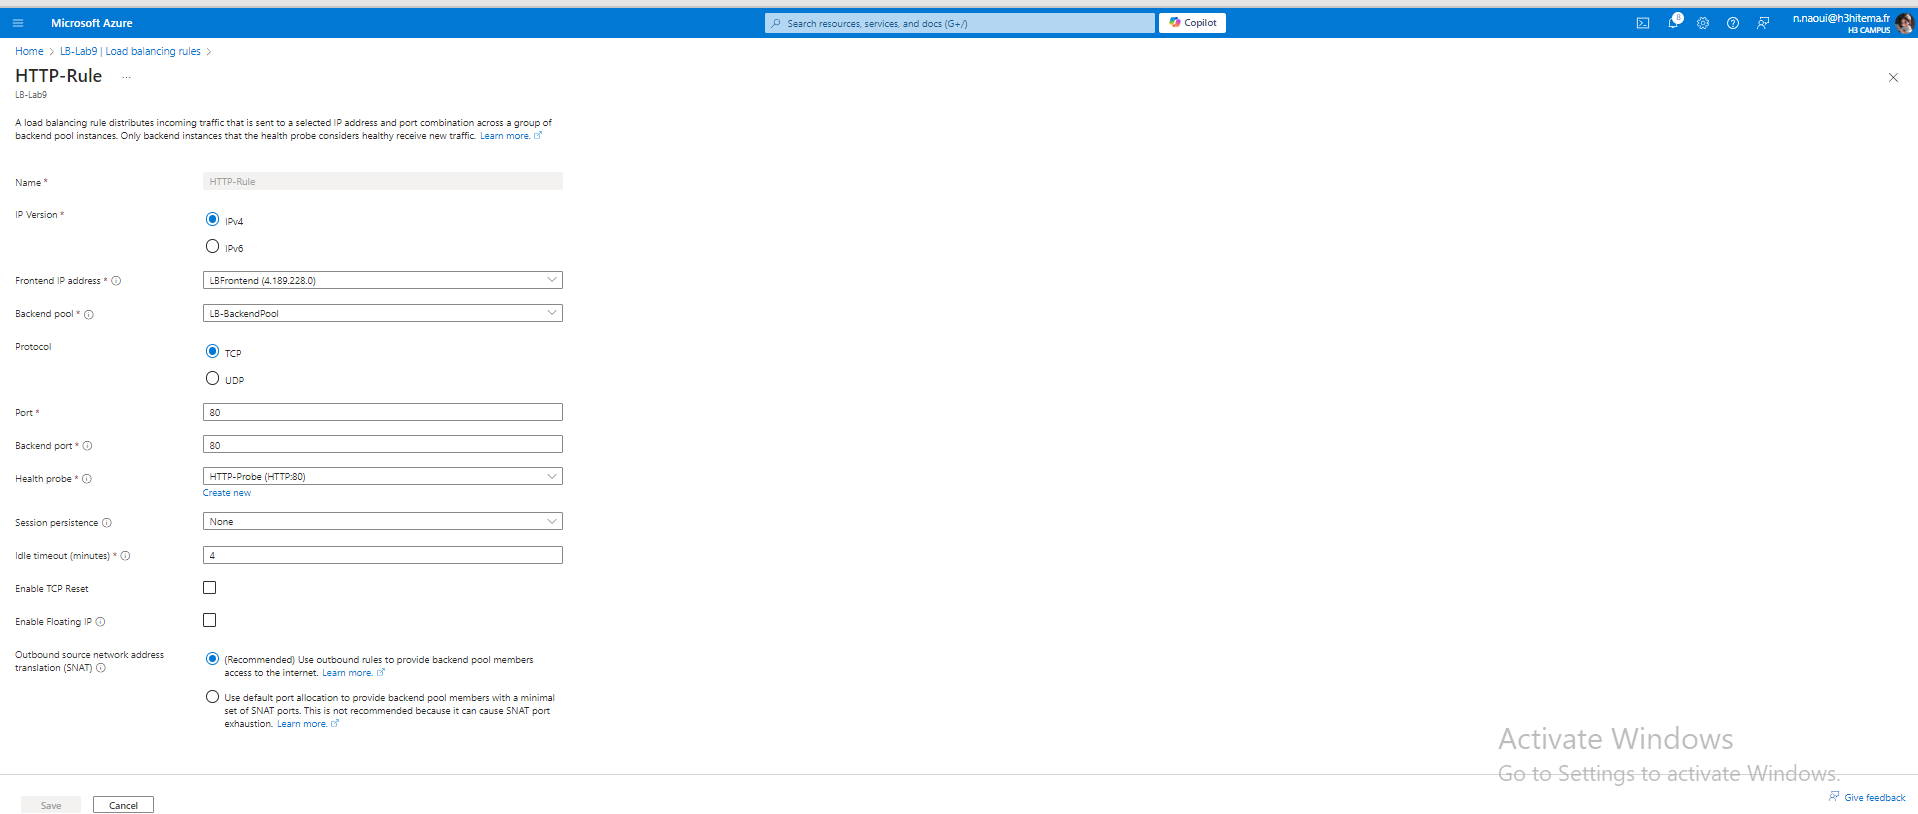 Microsoft Azure
Search resources, services, and docs (G+/)
Copilot
8
n.naoui@h3hitema.fr
H3 CAMPUS
Home > LB-Lab9 | Load balancing rules >
HTTP-Rule ...
LB-Lab9
A load balancing rule distributes incoming traffic that is sent to a selected IP address and port combination across a group of
backend pool instances. Only backend instances that the health probe considers healthy receive new traffic. Learn more.
Name *
HTTP-Rule
IP Version *
IPv4
IPv6
Frontend IP address *
LBFrontend (4.189.228.0)
Backend pool *
LB-BackendPool
Protocol
TCP
UDP
Port *
80
Backend port *
80
Health probe *
HTTP-Probe (HTTP:80)
Create new
Session persistence
None
Idle timeout (minutes) *
4
Enable TCP Reset
Enable Floating IP
Outbound source network address
translation (SNAT)
(Recommended) Use outbound rules to provide backend pool members
access to the internet. Learn more.
Use default port allocation to provide backend pool members with a minimal
set of SNAT ports. This is not recommended because it can cause SNAT port
exhaustion. Learn more.
Activate Windows
Go to Settings to activate Windows.
Save
Cancel
Give feedback